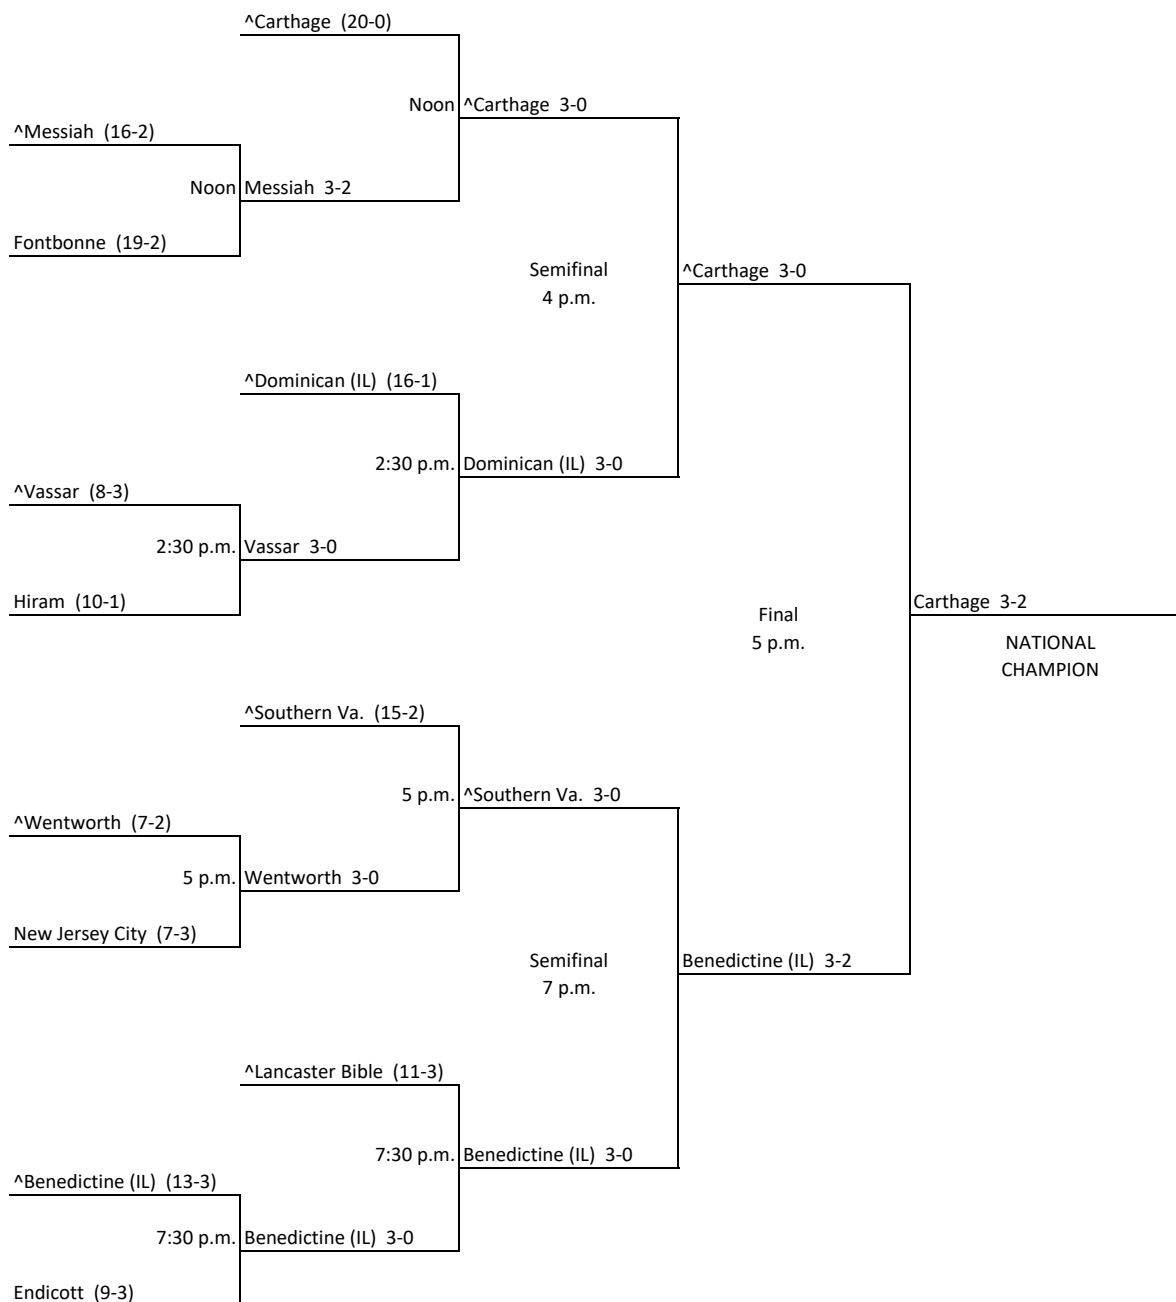 ^Carthage (20-0)
Noon ^Carthage 3-0
^Messiah (16-2)
Noon Messiah 3-2
Fontbonne (19-2)
Semifinal
4 p.m.
^Carthage 3-0
^Dominican (IL) (16-1)
2:30 p.m. Dominican (IL) 3-0
^Vassar (8-3)
2:30 p.m. Vassar 3-0
Hiram (10-1)
Final
5 p.m.
Carthage 3-2
NATIONAL
CHAMPION
^Southern Va. (15-2)
5 p.m. ^Southern Va. 3-0
^Wentworth (7-2)
5 p.m. Wentworth 3-0
New Jersey City (7-3)
Semifinal
7 p.m.
Benedictine (IL) 3-2
^Lancaster Bible (11-3)
7:30 p.m. Benedictine (IL) 3-0
^Benedictine (IL) (13-3)
7:30 p.m. Benedictine (IL) 3-0
Endicott (9-3)